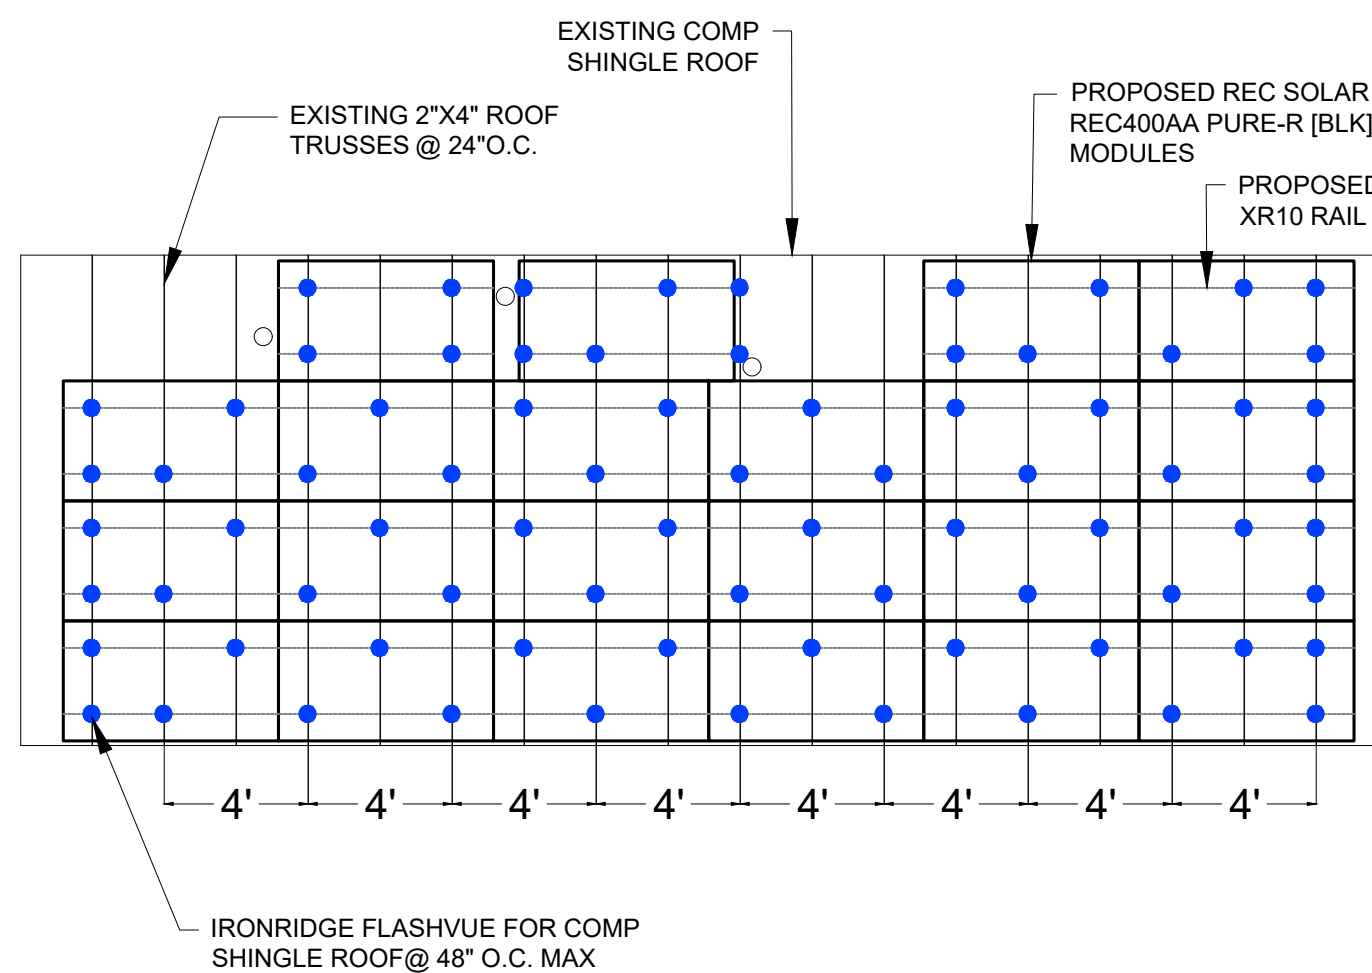 EXISTING COMP
SHINGLE ROOF
EXISTING 2"X4" ROOF
TRUSSES @ 24"O.C.
PROPOSED REC SOLAR
REC400AA PURE-R [BLK]
MODULES
PROPOSED
XR10 RAIL
4' 4' 4' 4' 4' 4' 4' 4'
IRONRIDGE FLASHVUE FOR COMP
SHINGLE ROOF@ 48" O.C. MAX